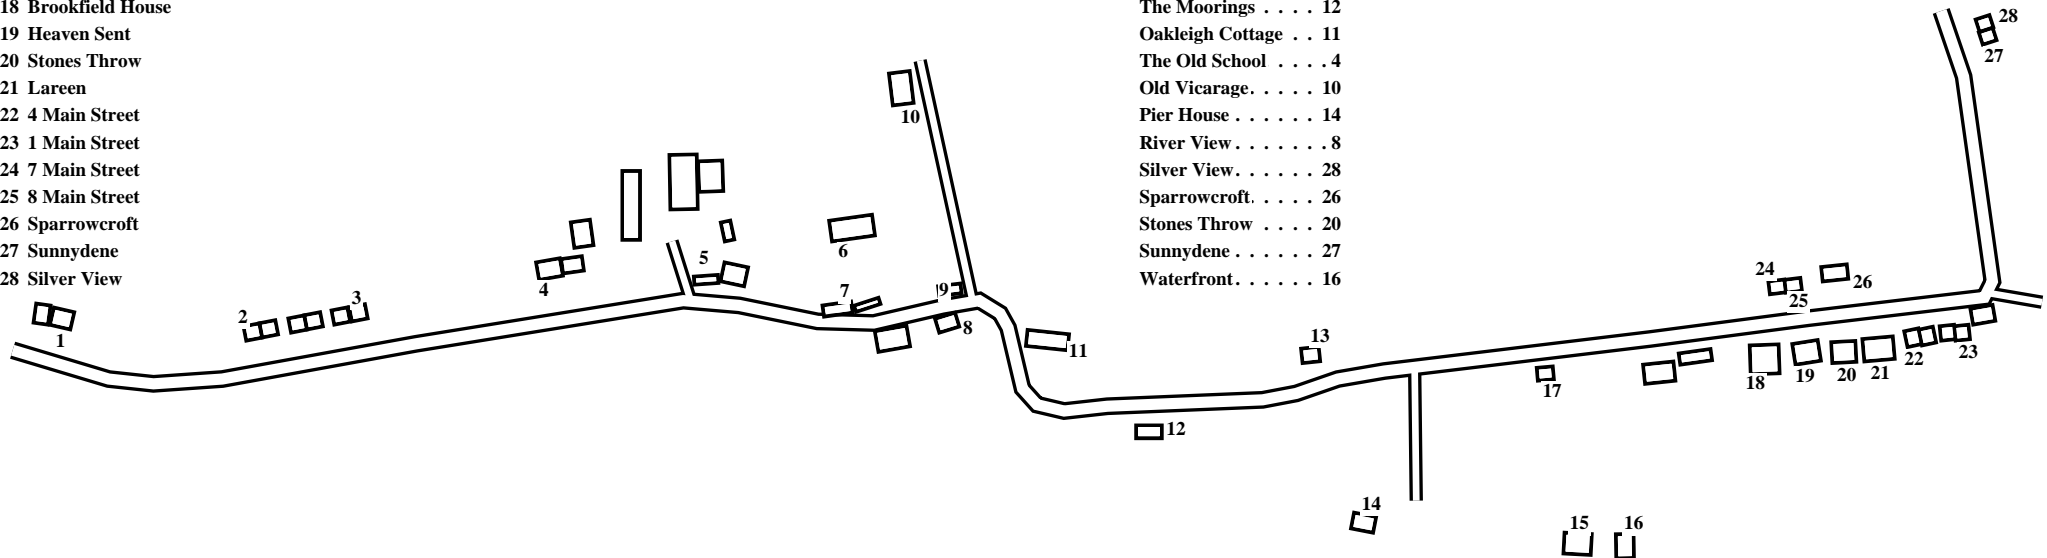 18 Brookfield House
19 Heaven Sent
20 Stones Throw
21 Lareen
22 4 Main Street
23 1 Main Street
24 7 Main Street
25 8 Main Street
26 Sparrowcroft
27 Sunnydene
28 Silver View
The Moorings . . . . 12
Oakleigh Cottage . . 11
The Old School . . . . 4
Old Vicarage. . . . . . 10
Pier House . . . . . . 14
River View . . . . . . . 8
Silver View. . . . . . 28
Sparrowcroft. . . . . 26
Stones Throw . . . . 20
Sunnydene . . . . . . 27
Waterfront. . . . . . 16
28
27
10
5
6
4
7
9
8
3
2
1
11
13
12
14
15
16
17
24
25
26
18
19
20
21
22
23